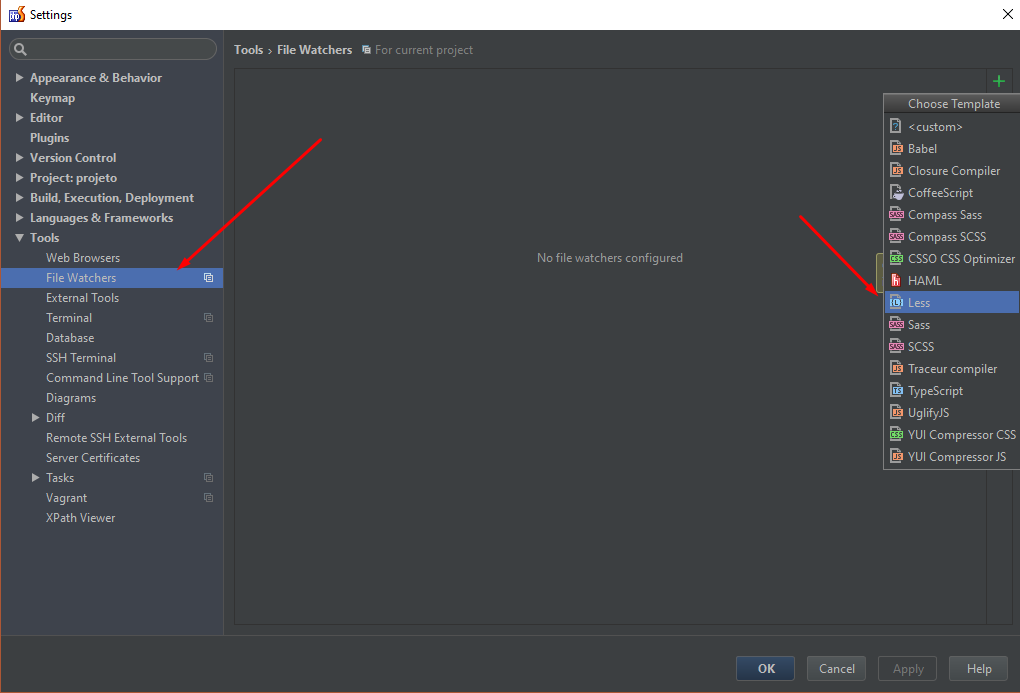 Settings
Tools › File Watchers For current project
Appearance & Behavior
Keymap
Editor
Plugins
Version Control
Project: projeto
Build, Execution, Deployment
Languages & Frameworks
Tools
Web Browsers
File Watchers
External Tools
Terminal
Database
SSH Terminal
Command Line Tool Support
Diagrams
Diff
Remote SSH External Tools
Server Certificates
Tasks
Vagrant
XPath Viewer
No file watchers configured
Choose Template
<custom>
Babel
Closure Compiler
CoffeeScript
Compass Sass
Compass SCSS
CSSO CSS Optimizer
HAML
Less
Sass
SCSS
Traceur compiler
TypeScript
UglifyJS
YUI Compressor CSS
YUI Compressor JS
OK
Cancel
Apply
Help